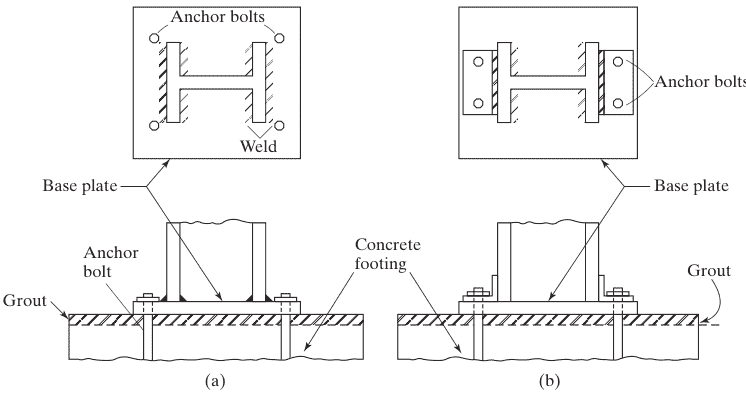 Anchor bolts
Weld
Anchor bolts
Base plate
Base plate
Anchor
bolt
Concrete
footing
Grout
Grout
(a)
(b)